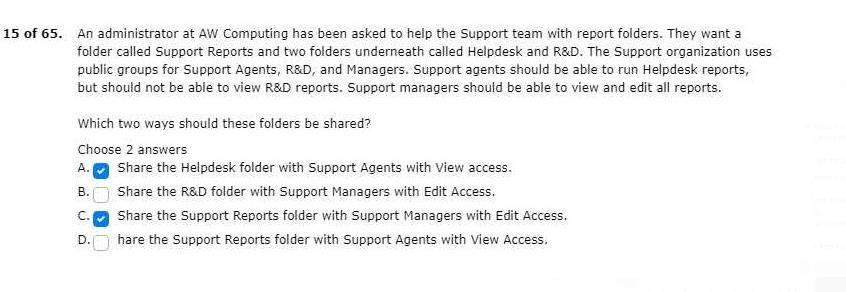 15 of 65. An administrator at AW Computing has been asked to help the Support team with report folders. They want a
folder called Support Reports and two folders underneath called Helpdesk and R&D. The Support organization uses
public groups for Support Agents, R&D, and Managers. Support agents should be able to run Helpdesk reports,
but should not be able to view R&D reports. Support managers should be able to view and edit all reports.
Which two ways should these folders be shared?
Choose 2 answers
A. Share the Helpdesk folder with Support Agents with View access.
B. Share the R&D folder with Support Managers with Edit Access.
C. Share the Support Reports folder with Support Managers with Edit Access.
D. hare the Support Reports folder with Support Agents with View Access.